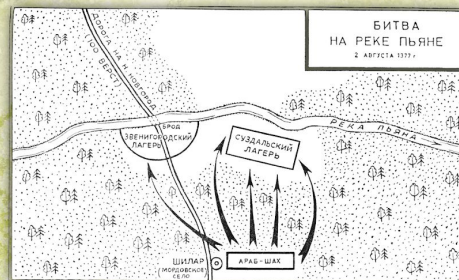 БИТВА
НА РЕКЕ ПЬЯНЕ
2 АВГУСТА 1377 г
ДОРОГА НА Н. НОВГОРОД
100 ВЕРСТ
БРОД
ЗВЕНИГОРОДСКИЙ
ЛАГЕРЬ
СУЗДАЛЬСКИЙ
ЛАГЕРЬ
РЕКА ПЬЯНА
ШИЛАР
(МОРДОВСКОЕ
СЕЛО
АРАБ-ШАХ